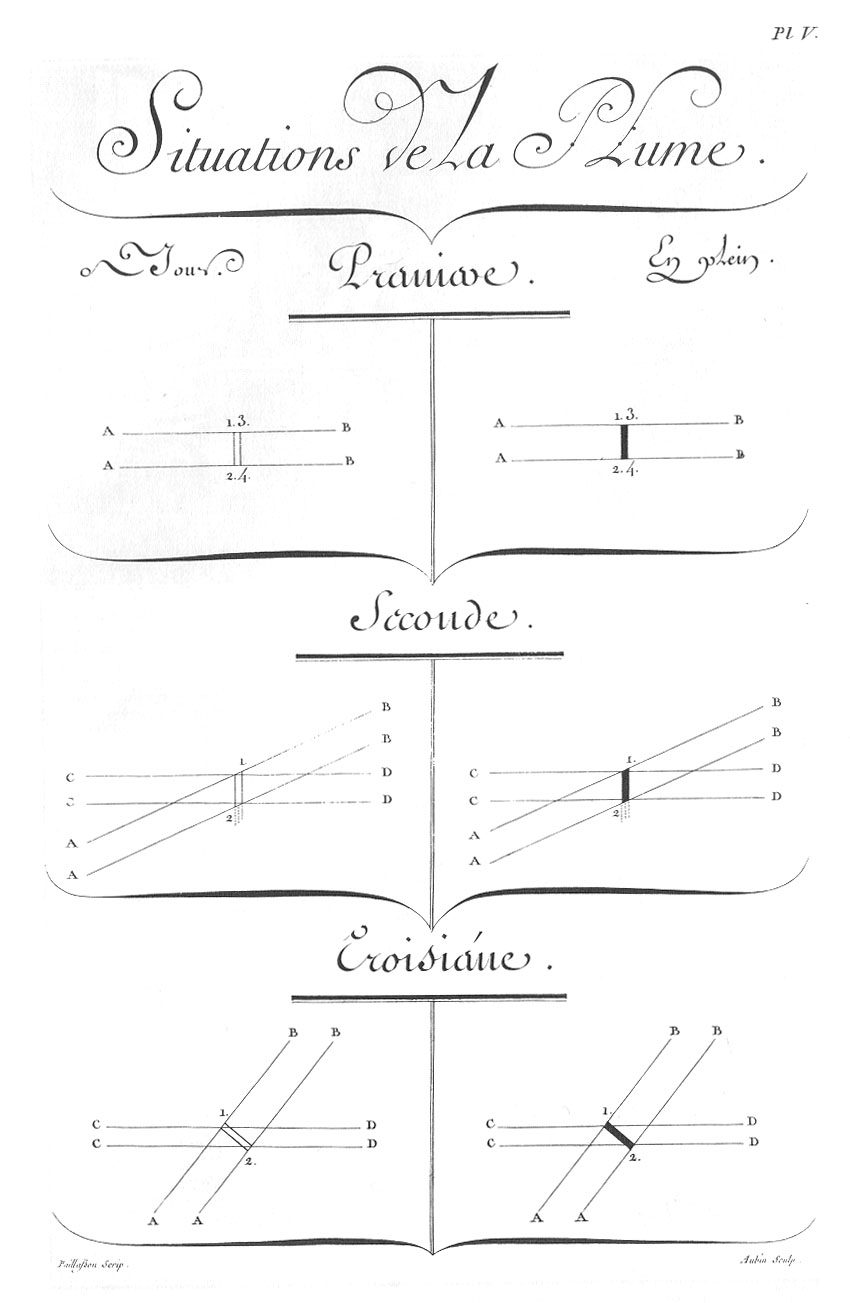 Pl. V.
Situations de La Plume.
a Jour. Premiere. En plein.
1. 3.
A B
A B
2. 4.
1. 3.
A B
A B
2. 4.
Seconde.
B
B
1.
C D
C D
2
A
A
B
B
1.
C D
C D
2
A
A
Troisiéme.
B B
1.
C D
C D
2.
A A
B B
1.
C D
C D
2.
A A
Paillasson Scrip.
Aubin Sculp.